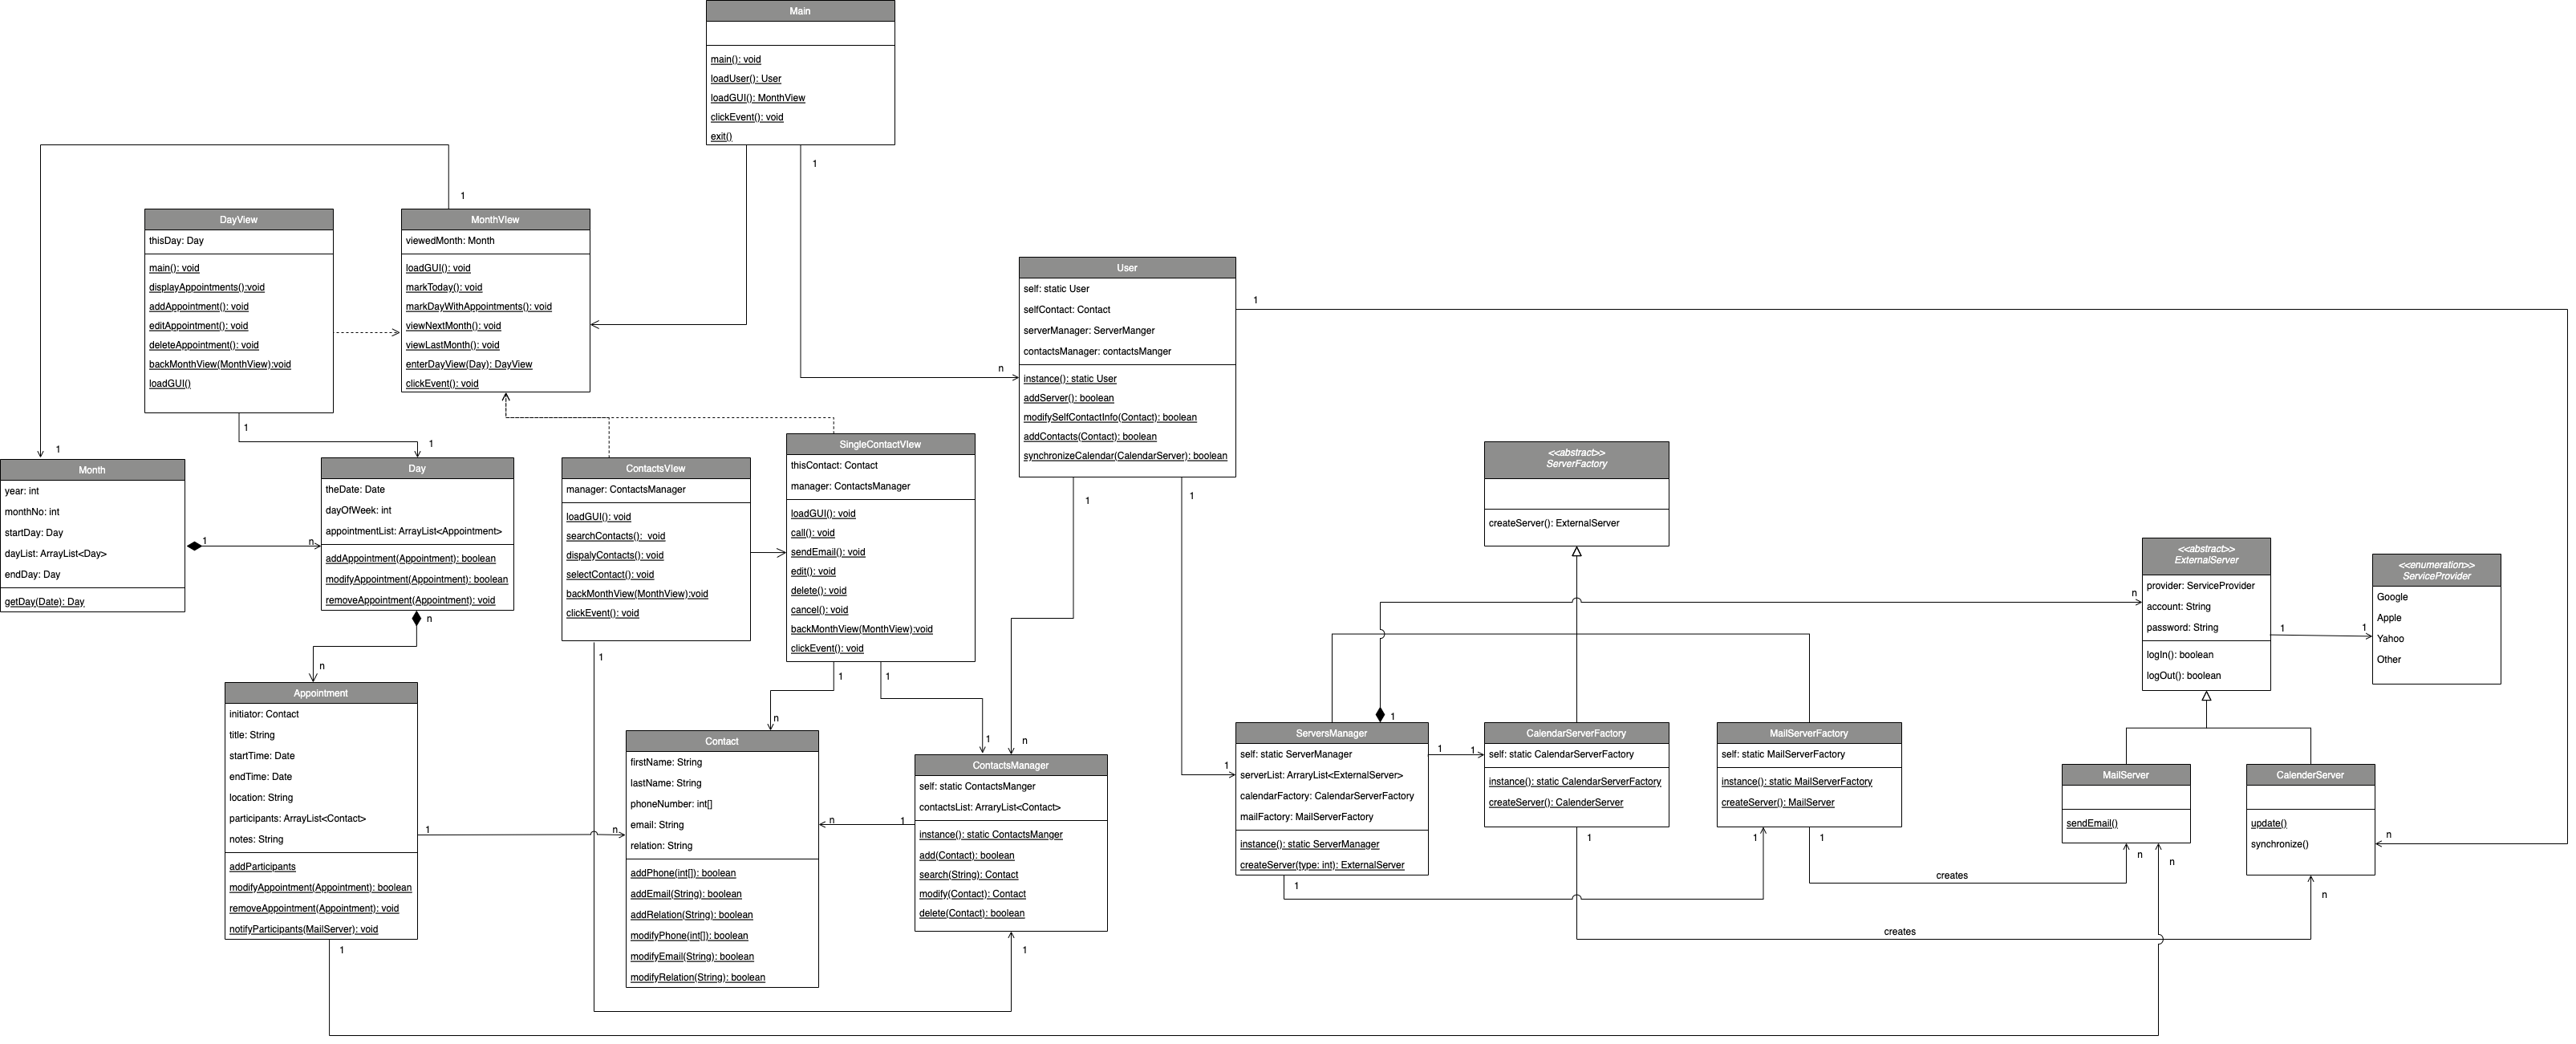 Main
main(): void
loadUser(): User
loadGUI(): MonthView
clickEvent(): void
exit()
1
n
1
DayView
thisDay: Day
main(): void
displayAppointments():void
addAppointment(): void
editAppointment(): void
deleteAppointment(): void
backMonthView(MonthView):void
loadGUI()
1
1
MonthVIew
viewedMonth: Month
loadGUI(): void
markToday(): void
markDayWithAppointments(): void
viewNextMonth(): void
viewLastMonth(): void
enterDayView(Day): DayView
clickEvent(): void
User
self: static User
selfContact: Contact
serverManager: ServerManger
contactsManager: contactsManger
instance(): static User
addServer(): boolean
modifySelfContactInfo(Contact): boolean
addContacts(Contact): boolean
synchronizeCalendar(CalendarServer): boolean
1
1
1
1
Month
year: int
monthNo: int
startDay: Day
dayList: ArrayList<Day>
endDay: Day
getDay(Date): Day
1
n
Day
theDate: Date
dayOfWeek: int
appointmentList: ArrayList<Appointment>
addAppointment(Appointment): boolean
modifyAppointment(Appointment): boolean
removeAppointment(Appointment): void
n
n
ContactsVIew
manager: ContactsManager
loadGUI(): void
searchContacts():  void
dispalyContacts(): void
selectContact(): void
backMonthView(MonthView):void
clickEvent(): void
1
SingleContactVIew
thisContact: Contact
manager: ContactsManager
loadGUI(): void
call(): void
sendEmail(): void
edit(): void
delete(): void
cancel(): void
backMonthView(MonthView):void
clickEvent(): void
1
1
n
1
n
<<abstract>>
ServerFactory
createServer(): ExternalServer
<<abstract>>
ExternalServer
provider: ServiceProvider
account: String
password: String
logIn(): boolean
logOut(): boolean
n
1
1
<<enumeration>>
ServiceProvider
Google
Apple
Yahoo
Other
Appointment
initiator: Contact
title: String
startTime: Date
endTime: Date
location: String
participants: ArrayList<Contact>
notes: String
addParticipants
modifyAppointment(Appointment): boolean
removeAppointment(Appointment): void
notifyParticipants(MailServer): void
1
n
1
Contact
firstName: String
lastName: String
phoneNumber: int[]
email: String
relation: String
addPhone(int[]): boolean
addEmail(String): boolean
addRelation(String): boolean
modifyPhone(int[]): boolean
modifyEmail(String): boolean
modifyRelation(String): boolean
n
1
ContactsManager
self: static ContactsManger
contactsList: ArraryList<Contact>
instance(): static ContactsManger
add(Contact): boolean
search(String): Contact
modify(Contact): Contact
delete(Contact): boolean
1
1
1
ServersManager
self: static ServerManager
serverList: ArraryList<ExternalServer>
calendarFactory: CalendarServerFactory
mailFactory: MailServerFactory
instance(): static ServerManager
createServer(type: int): ExternalServer
1
1
1
CalendarServerFactory
self: static CalendarServerFactory
instance(): static CalendarServerFactory
createServer(): CalenderServer
1
MailServerFactory
self: static MailServerFactory
instance(): static MailServerFactory
createServer(): MailServer
1
1
creates
creates
MailServer
sendEmail()
n
n
CalenderServer
update()
synchronize()
n
n